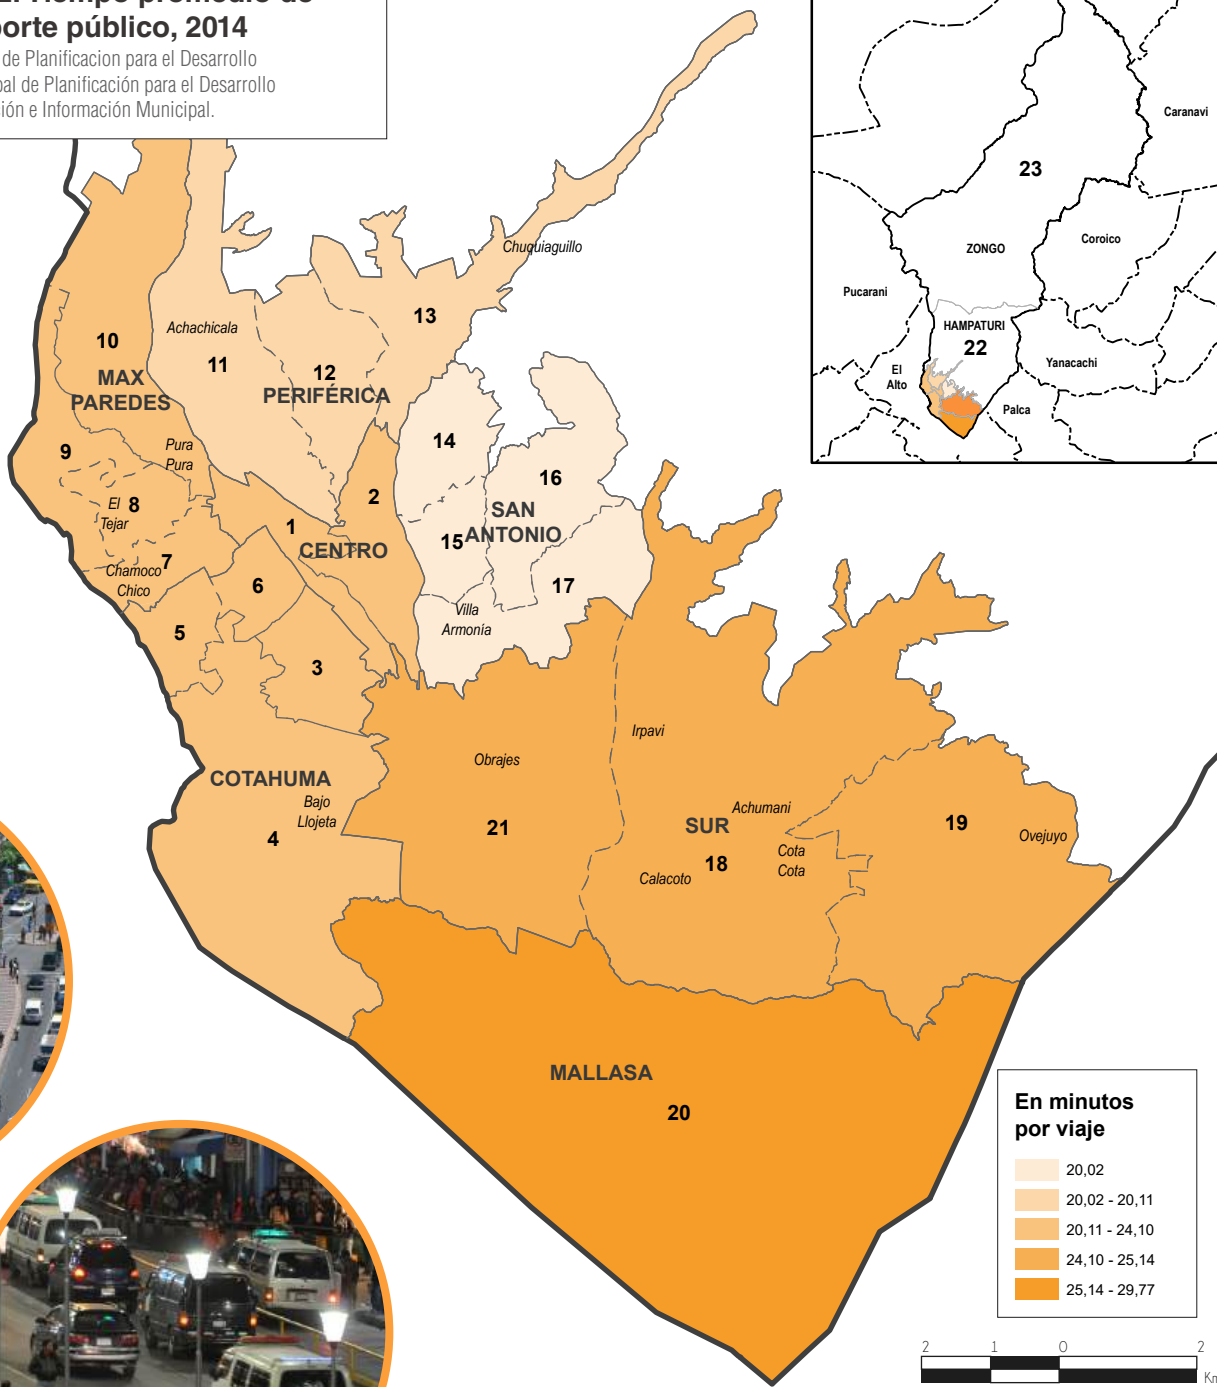 porte público, 2014
de Planificacion para el Desarrollo
pal de Planificación para el Desarrollo
ción e Información Municipal.
Caranavi
23
ZONGO
Coroico
Pucarani
HAMPATURI
22
Yanacachi
El
Alto
Palca
Chuquiaguillo
13
Achachicala
11
10
MAX
PAREDES
12
PERIFÉRICA
9
Pura
Pura
14
16
2
El
Tejar
8
SAN
ANTONIO
1
CENTRO
15
7
Chamoco
Chico
6
17
Villa
Armonía
5
3
Irpavi
Obrajes
COTAHUMA
Bajo
Llojeta
4
21
Achumani
SUR
18
Cota
Cota
Calacoto
19
Ovejuyo
MALLASA
20
En minutos
por viaje
20,02
20,02 - 20,11
20,11 - 24,10
24,10 - 25,14
25,14 - 29,77
2 1 0 2
Km